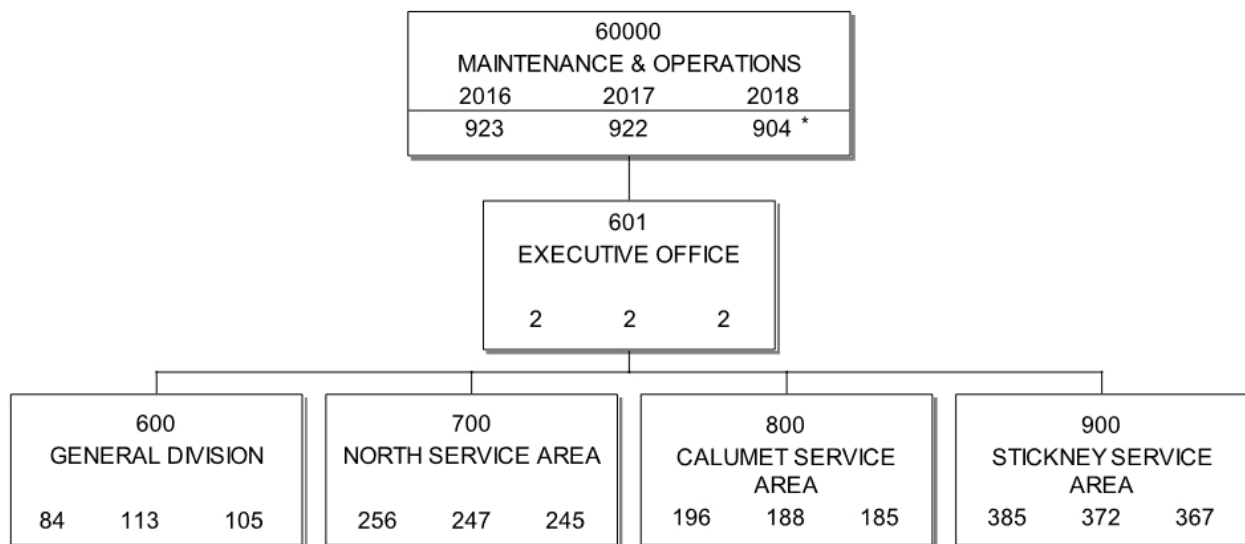 60000
MAINTENANCE & OPERATIONS
2016 2017 2018
923 922 904 *
601
EXECUTIVE OFFICE
2 2 2
600
GENERAL DIVISION
84 113 105
700
NORTH SERVICE AREA
256 247 245
800
CALUMET SERVICE
AREA
196 188 185
900
STICKNEY SERVICE
AREA
385 372 367